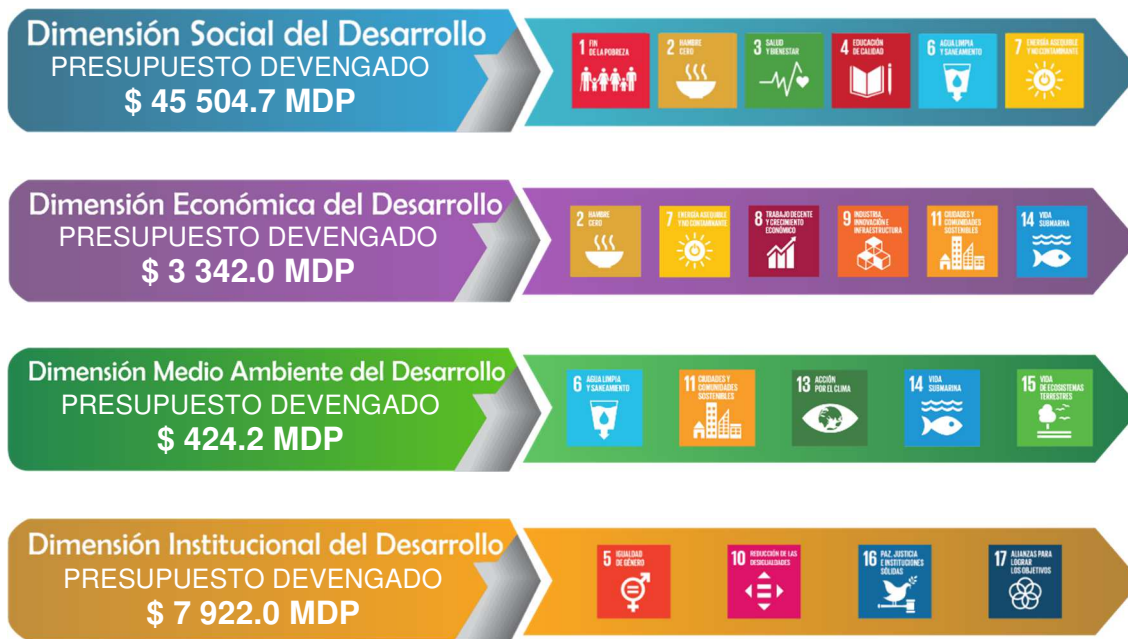 Dimensión Social del Desarrollo
PRESUPUESTO DEVENGADO
$ 45 504.7 MDP
1 FIN
DE LA POBREZA
2 HAMBRE
CERO
3 SALUD
Y BIENESTAR
4 EDUCACIÓN
DE CALIDAD
6 AGUA LIMPIA
Y SANEAMIENTO
7 ENERGÍA ASEQUIBLE
Y NO CONTAMINANTE
Dimensión Económica del Desarrollo
PRESUPUESTO DEVENGADO
$ 3 342.0 MDP
2 HAMBRE
CERO
7 ENERGÍA ASEQUIBLE
Y NO CONTAMINANTE
8 TRABAJO DECENTE
Y CRECIMIENTO
ECONÓMICO
9 INDUSTRIA,
INNOVACIÓN E
INFRAESTRUCTURA
11 CIUDADES Y
COMUNIDADES
SOSTENIBLES
14 VIDA
SUBMARINA
Dimensión Medio Ambiente del Desarrollo
PRESUPUESTO DEVENGADO
$ 424.2 MDP
6 AGUA LIMPIA
Y SANEAMIENTO
11 CIUDADES Y
COMUNIDADES
SOSTENIBLES
13 ACCIÓN
POR EL CLIMA
14 VIDA
SUBMARINA
15 VIDA
DE ECOSISTEMAS
TERRESTRES
Dimensión Institucional del Desarrollo
PRESUPUESTO DEVENGADO
$ 7 922.0 MDP
5 IGUALDAD
DE GÉNERO
10 REDUCCIÓN DE LAS
DESIGUALDADES
16 PAZ, JUSTICIA
E INSTITUCIONES
SÓLIDAS
17 ALIANZAS PARA
LOGRAR
LOS OBJETIVOS